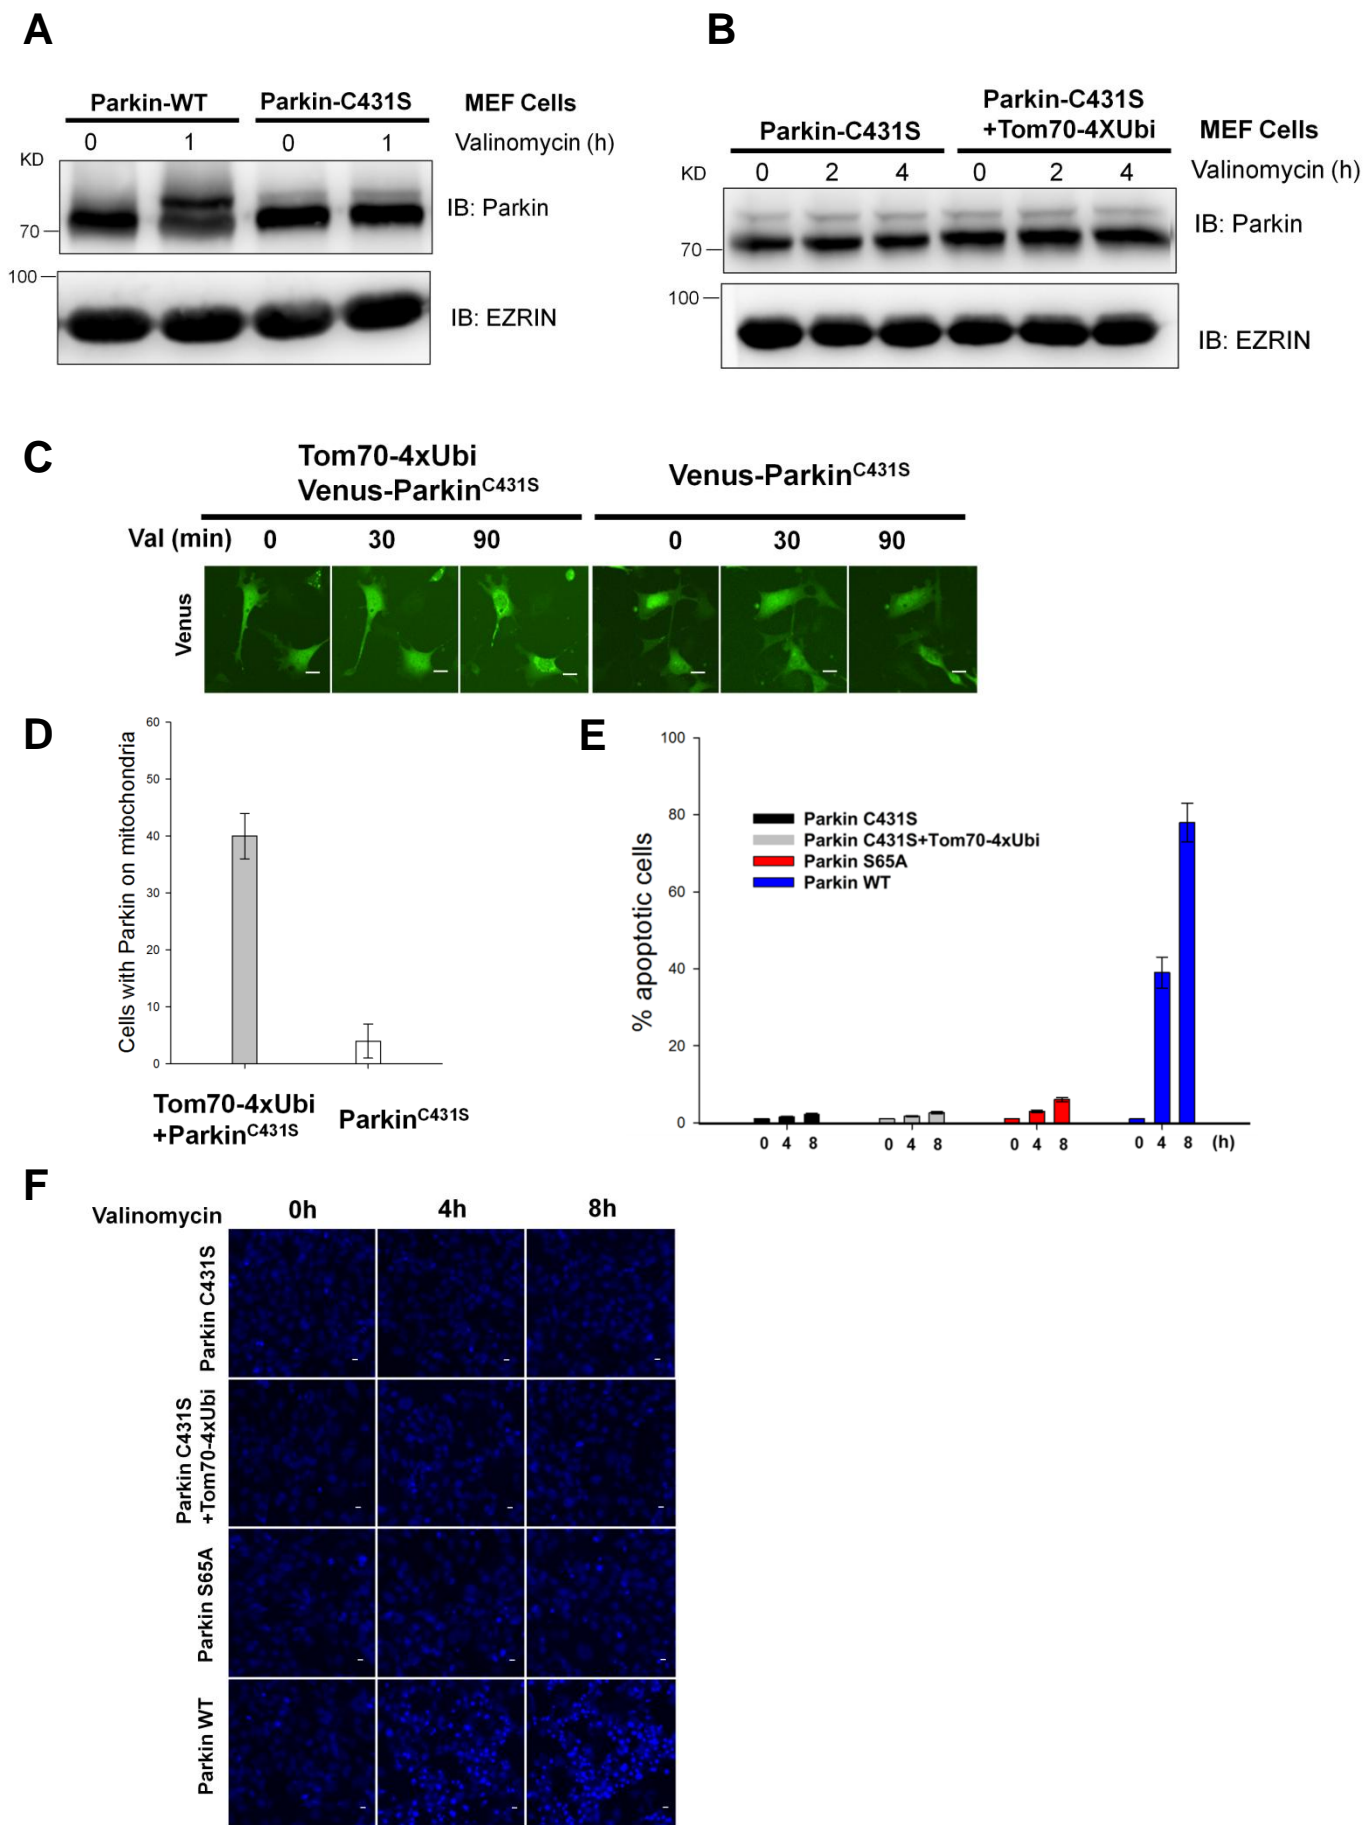 A
Parkin-WT Parkin-C431S MEF Cells
0 1 0 1 Valinomycin (h)
KD
IB: Parkin
70
100
IB: EZRIN
B
Parkin-C431S
Parkin-C431S +Tom70-4XUbi MEF Cells
KD 0 2 4 0 2 4 Valinomycin (h)
IB: Parkin
70
100
IB: EZRIN
C
Tom70-4xUbi
Venus-ParkinC431S Venus-ParkinC431S
Val (min) 0 30 90 0 30 90
Venus
D
Cells with Parkin on mitochondria
60
50
40
30
20
10
0
Tom70-4xUbi
+ParkinC431S ParkinC431S
E
% apoptotic cells
100
80
60
40
20
0
Parkin C431S
Parkin C431S+Tom70-4xUbi
Parkin S65A
Parkin WT
0 4 8 0 4 8 0 4 8 0 4 8 (h)
F
Valinomycin 0h 4h 8h
Parkin C431S
Parkin C431S
+Tom70-4xUbi
Parkin S65A
Parkin WT